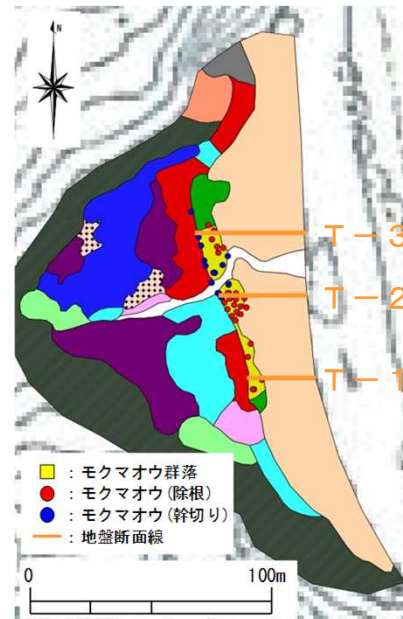 N
T－3
T－2
T－1
：モクマオウ群落
：モクマオウ(除根)
：モクマオウ(幹切り)
：地盤断面線
0 100m